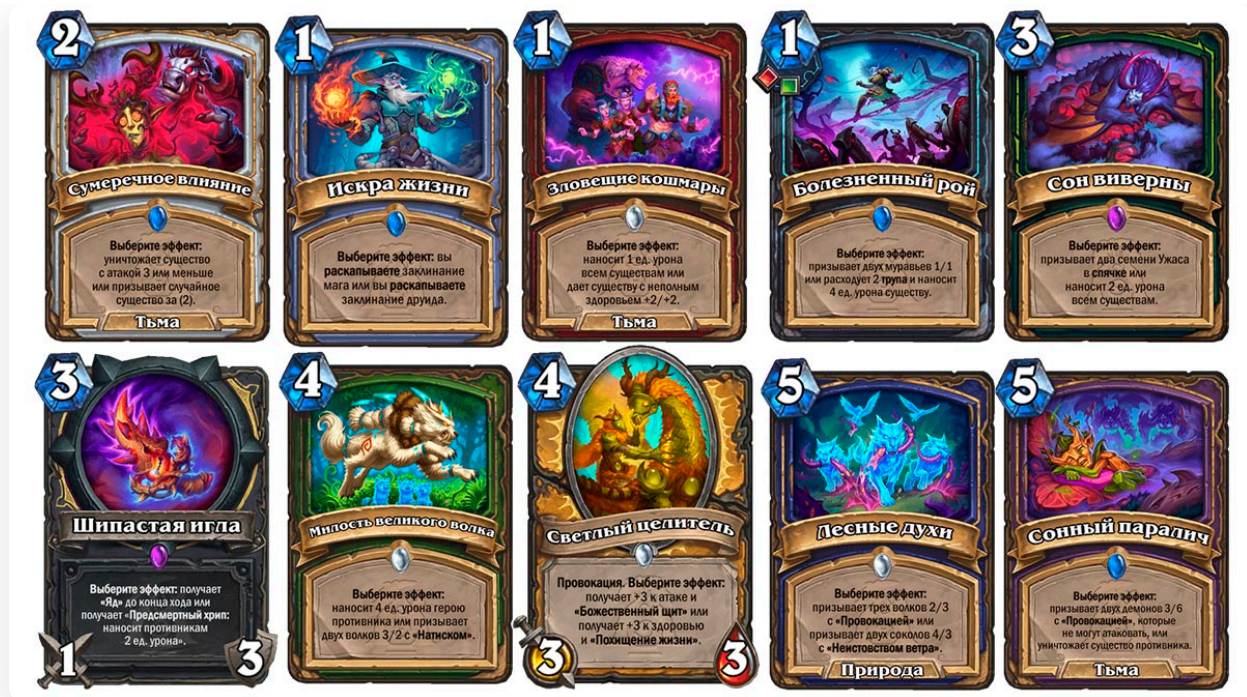 2
Сумеречное влияние
Выберите эффект:
уничтожает существо
с атакой 3 или меньше
или призывает случайное
существо за (2).
Тьма
1
Искра жизни
Выберите эффект: вы
раскапываете заклинание
мага или вы раскапываете
заклинание друида.
1
Зловещие кошмары
Выберите эффект:
наносит 1 ед. урона
всем существам или
дает существу с неполным
здоровьем +2/+2.
Тьма
1
Болезненный рой
Выберите эффект:
призывает двух муравьев 1/1
или расходует 2 трупа и наносит
4 ед. урона существу.
3
Сон виверны
Выберите эффект:
призывает два семени Ужаса
в спячке или
наносит 2 ед. урона
всем существам.
3
Шипастая игла
Выберите эффект: получает
«Яд» до конца хода или
получает «Предсмертный хрип:
наносит противникам
2 ед. урона».
1
3
4
Милость великого волка
Выберите эффект:
наносит 4 ед. урона герою
противника или призывает
двух волков 3/2 с «Натиском».
4
Светлый целитель
Провокация. Выберите эффект:
получает +3 к атаке и
«Божественный щит» или
получает +3 к здоровью
и «Похищение жизни».
3
3
5
Лесные духи
Выберите эффект:
призывает трех волков 2/3
с «Провокацией» или
призывает двух соколов 4/3
с «Неистовством ветра».
Природа
5
Сонный паралич
Выберите эффект:
призывает двух демонов 3/6
с «Провокацией», которые
не могут атаковать, или
уничтожает существо противника.
Тьма